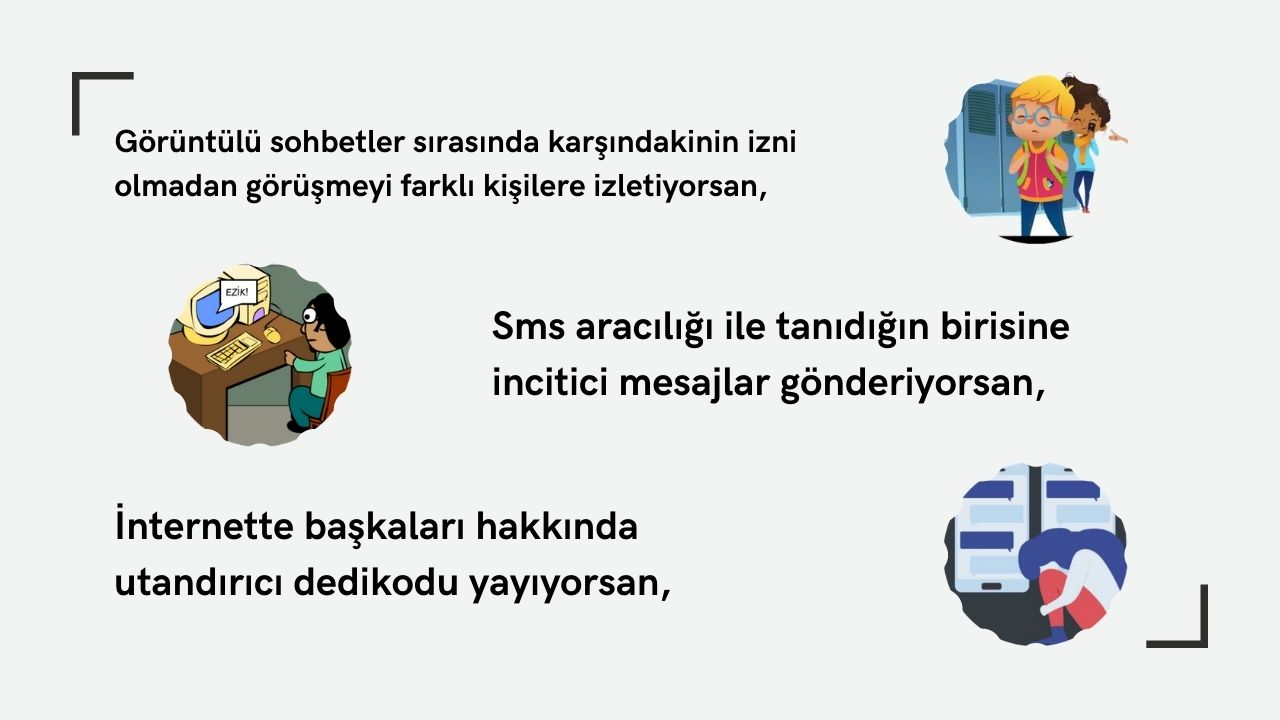 Görüntülü sohbetler sırasında karşındakinin izni
olmadan görüşmeyi farklı kişilere izletiyorsan,
EZİK!
Sms aracılığı ile tanıdığın birisine
incitici mesajlar gönderiyorsan,
İnternette başkaları hakkında
utandırıcı dedikodu yayıyorsan,